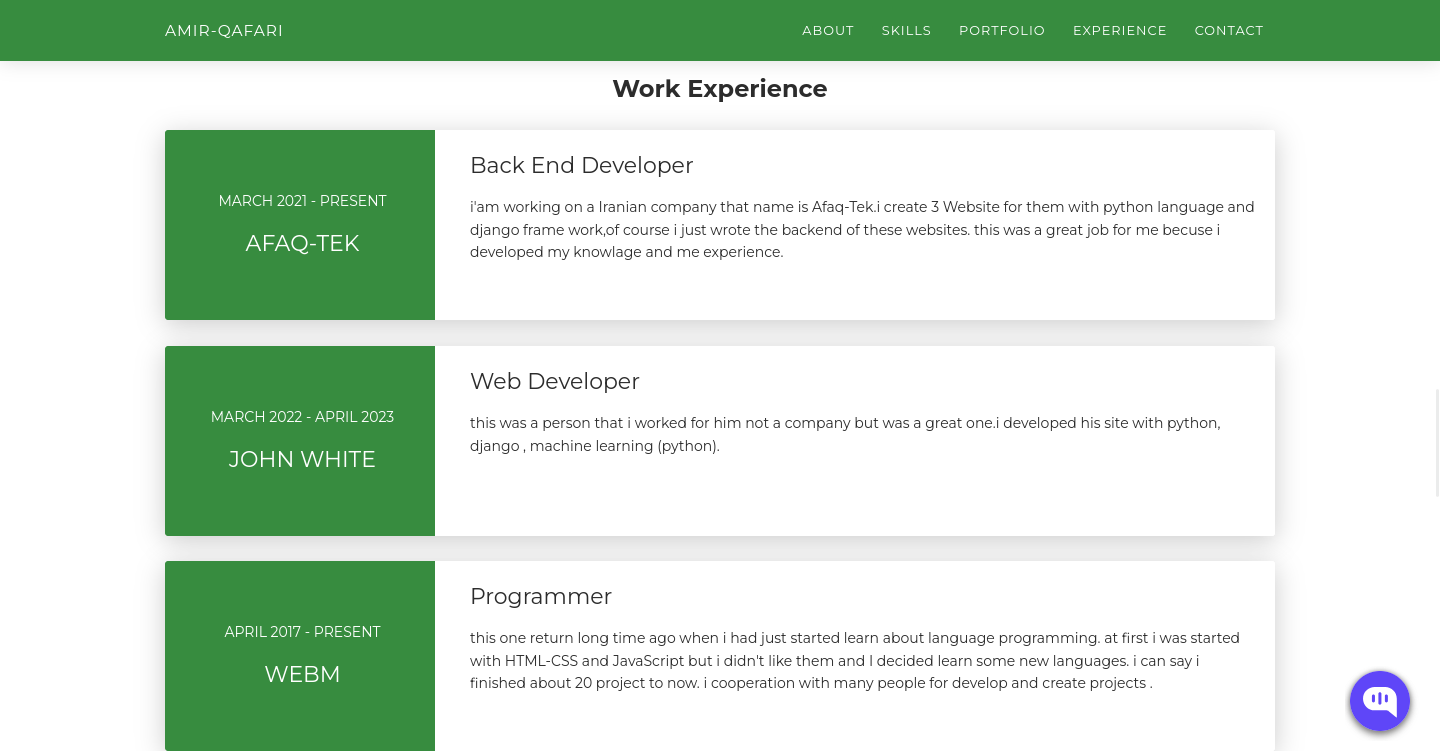 AMIR-QAFARI
ABOUT SKILLS PORTFOLIO EXPERIENCE CONTACT
Work Experience
MARCH 2021 - PRESENT
AFAQ-TEK
Back End Developer
i'am working on a Iranian company that name is Afaq-Tek.i create 3 Website for them with python language and
django frame work,of course i just wrote the backend of these websites. this was a great job for me becuse i
developed my knowlage and me experience.
MARCH 2022 - APRIL 2023
JOHN WHITE
Web Developer
this was a person that i worked for him not a company but was a great one.i developed his site with python,
django , machine learning (python).
APRIL 2017 - PRESENT
WEBM
Programmer
this one return long time ago when i had just started learn about language programming. at first i was started
with HTML-CSS and JavaScript but i didn't like them and I decided learn some new languages. i can say i
finished about 20 project to now. i cooperation with many people for develop and create projects .